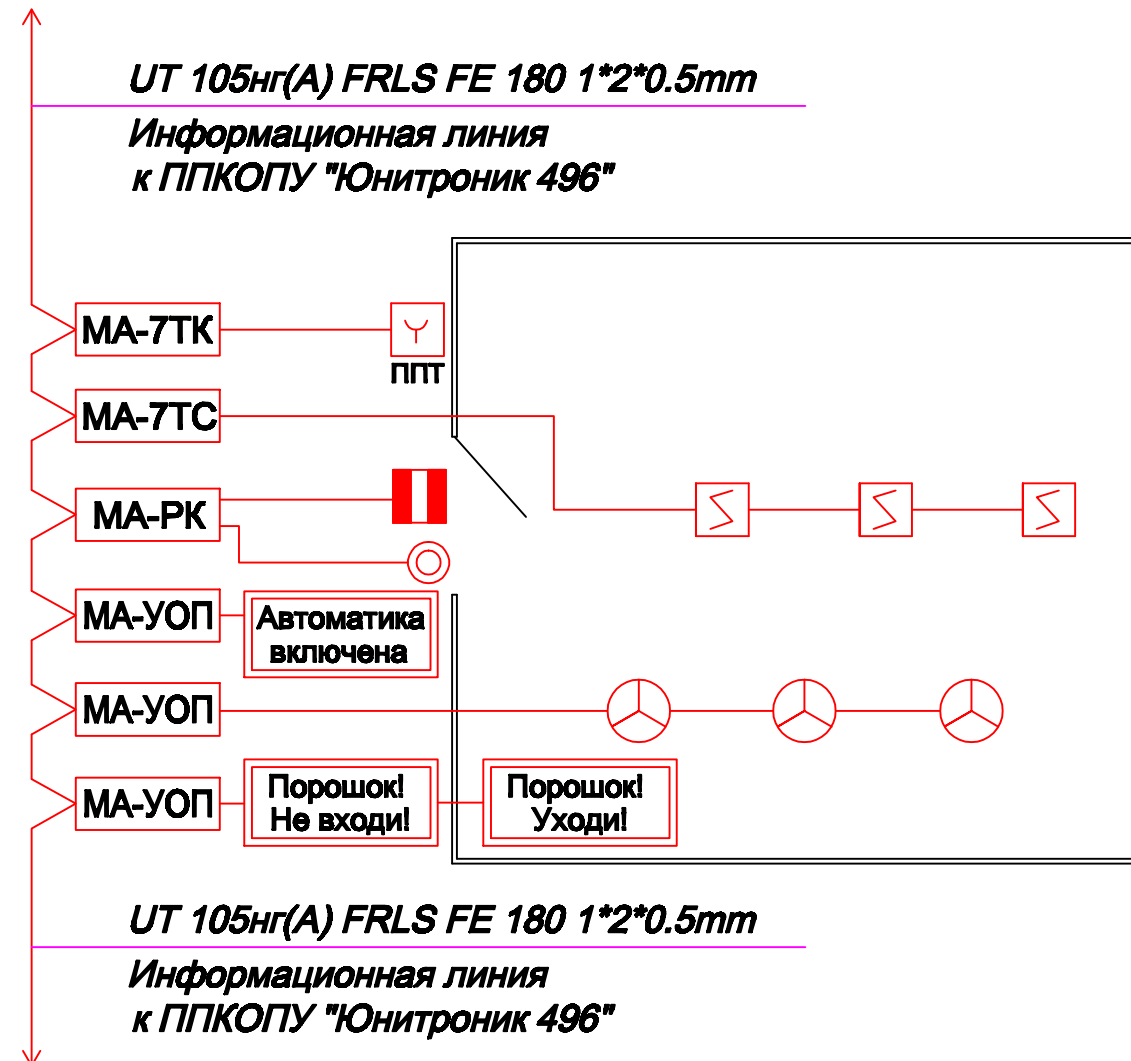 UT 105нг(А) FRLS FE 180 1*2*0.5mm
Информационная линия
к ППКОПУ "Юнитроник 496"
МА-7ТК
ППТ
МА-7ТС
МА-РК
МА-УОП
Автоматика
включена
МА-УОП
МА-УОП
Порошок!
Не входи!
Порошок!
Уходи!
UT 105нг(А) FRLS FE 180 1*2*0.5mm
Информационная линия
к ППКОПУ "Юнитроник 496"